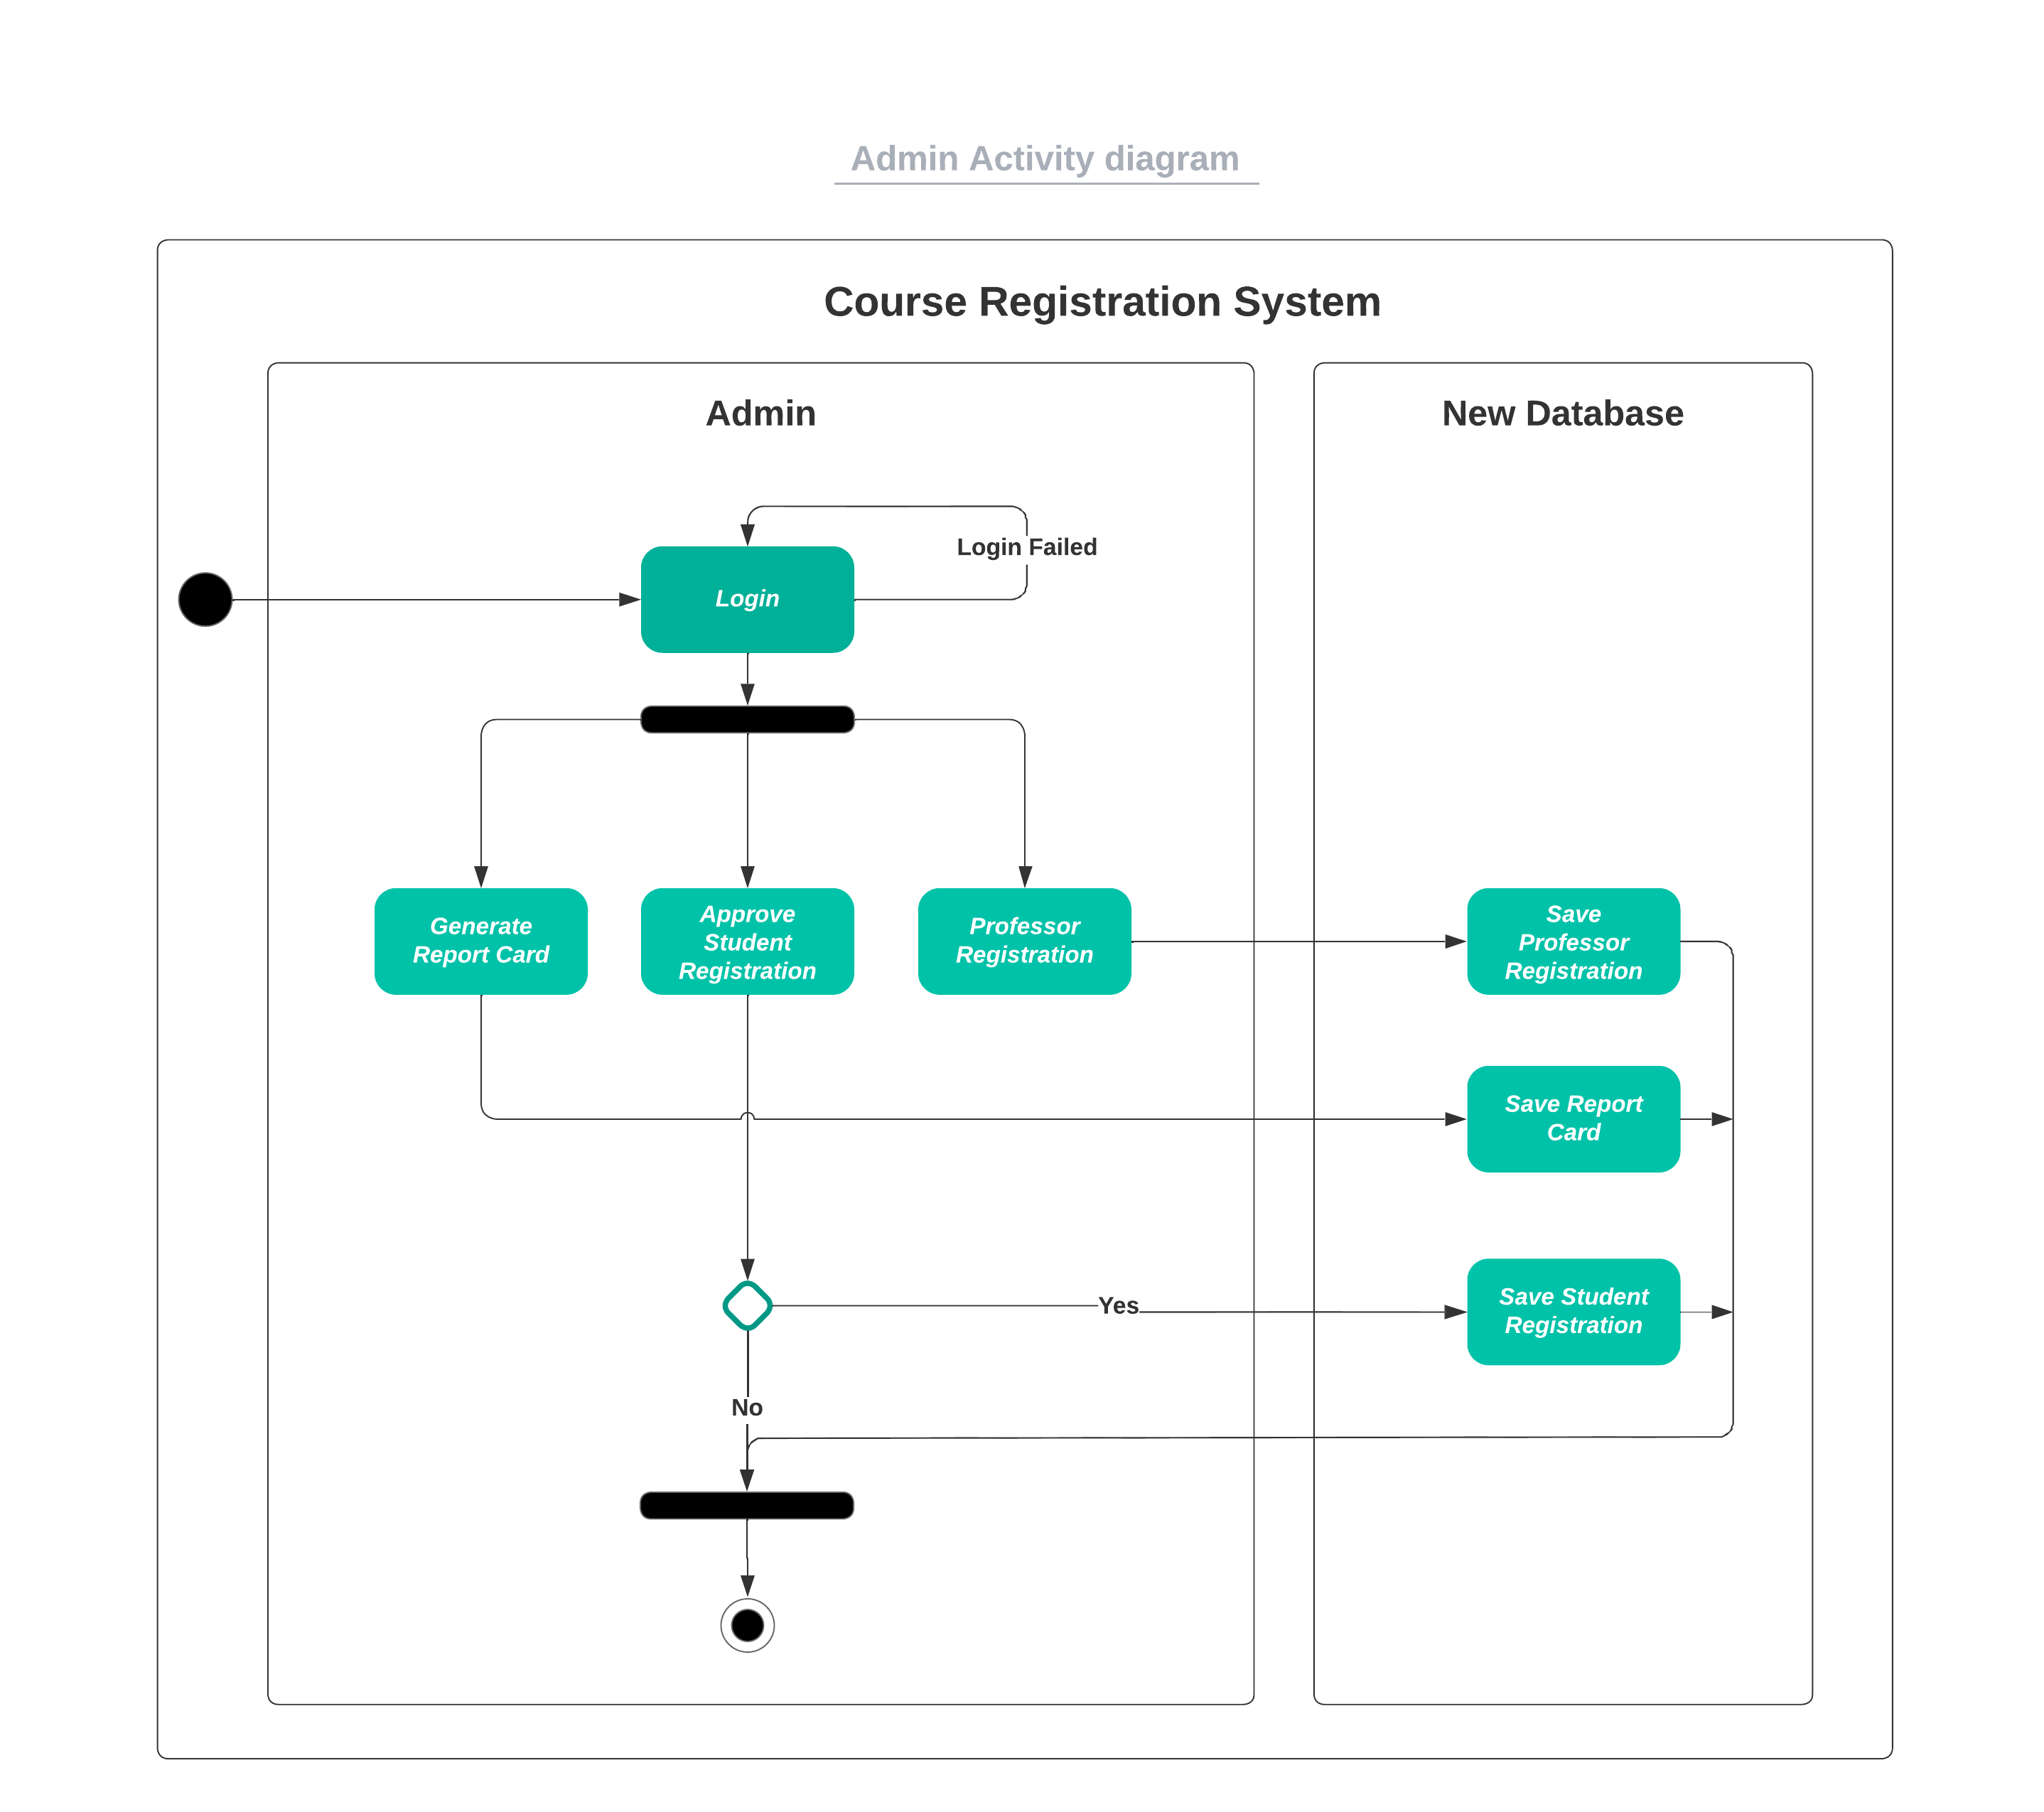 Admin Activity diagram
Course Registration System
Admin
New Database
Login Failed
Login
Generate
Report Card
Approve
Student
Registration
Professor
Registration
Save
Professor
Registration
Save Report
Card
Save Student
Registration
Yes
No